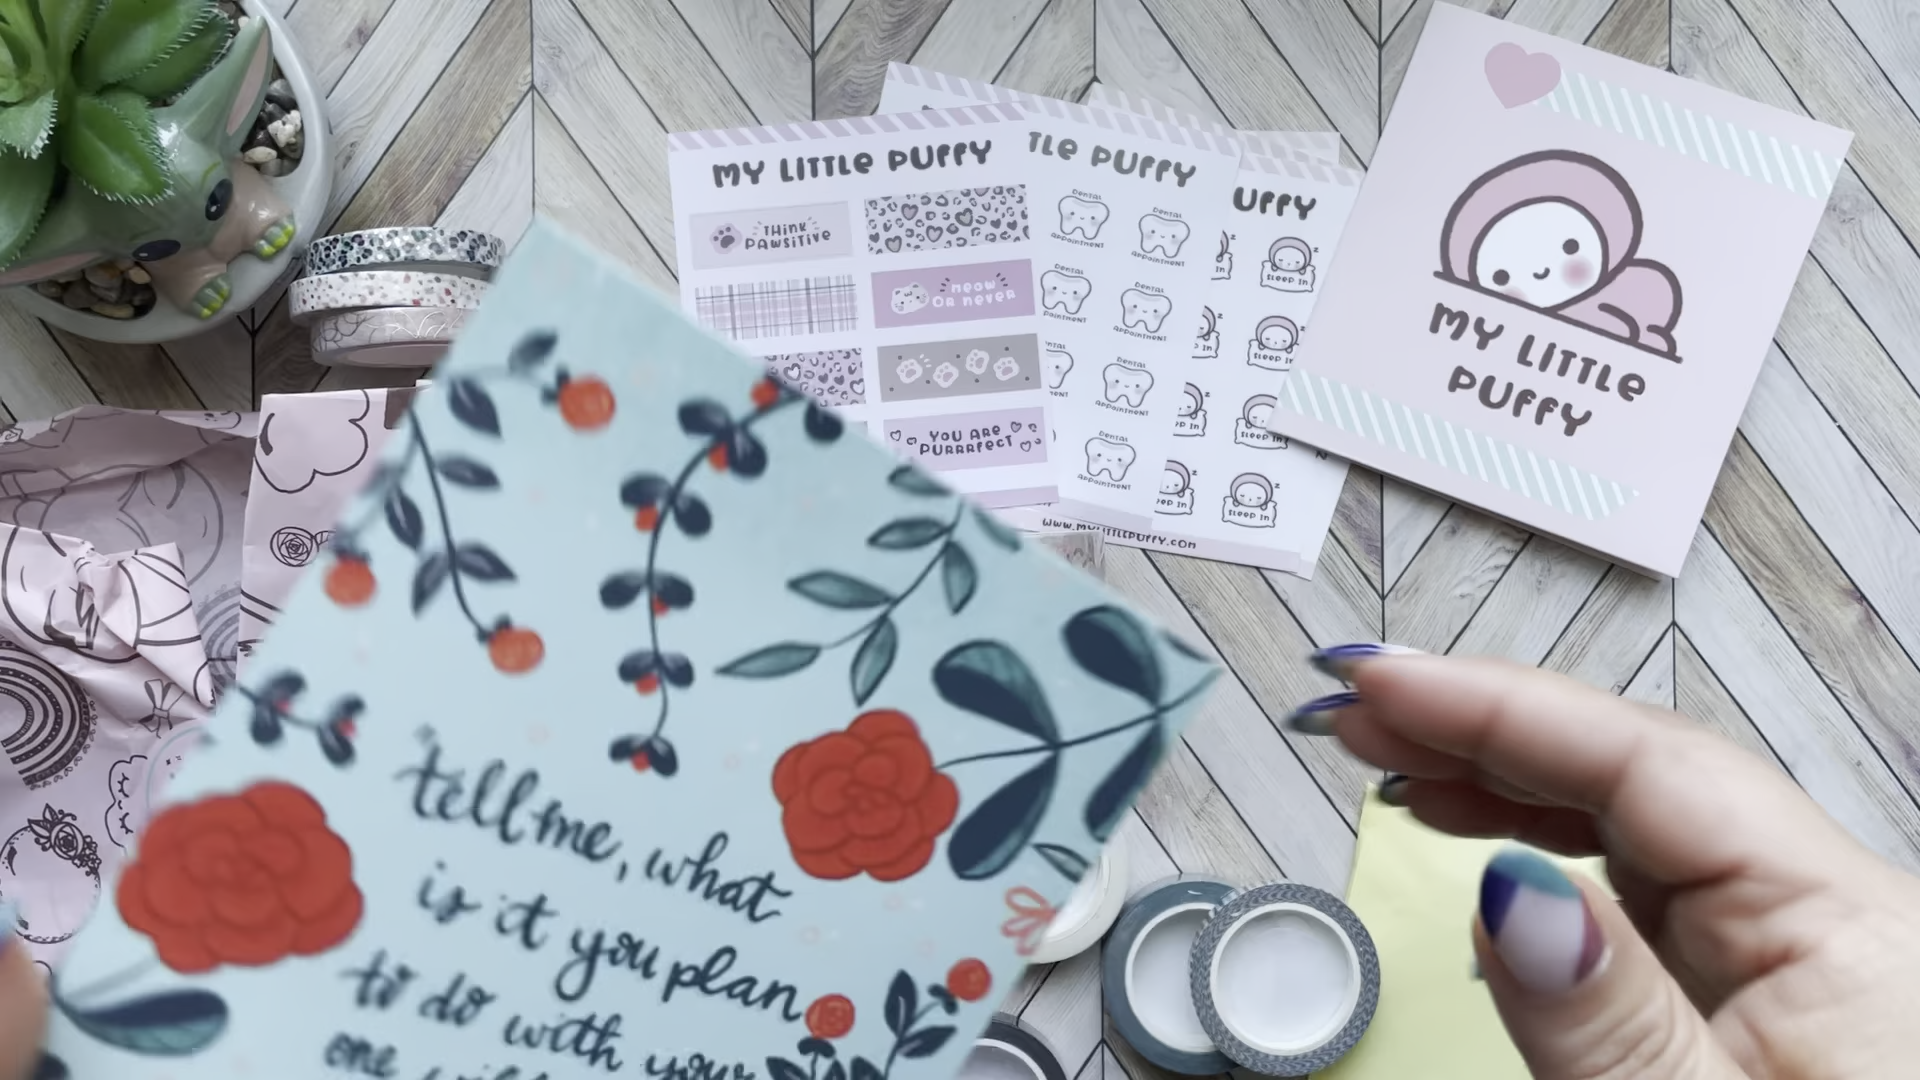 MY LITTLE PUFFY
THINK
PAWSITIVE
MEOW
OR NEVER
YOU ARE
PURRRFECT
TLE PUFFY
DENTAL
APPOINTMENT
DENTAL
APPOINTMENT
DENTAL
APPOINTMENT
DENTAL
APPOINTMENT
DENTAL
APPOINTMENT
DENTAL
APPOINTMENT
UFFY
SLEEP IN
SLEEP IN
SLEEP IN
SLEEP IN
MY LITTLE
PUFFY
tell me, what
is it you plan
to do with your
one